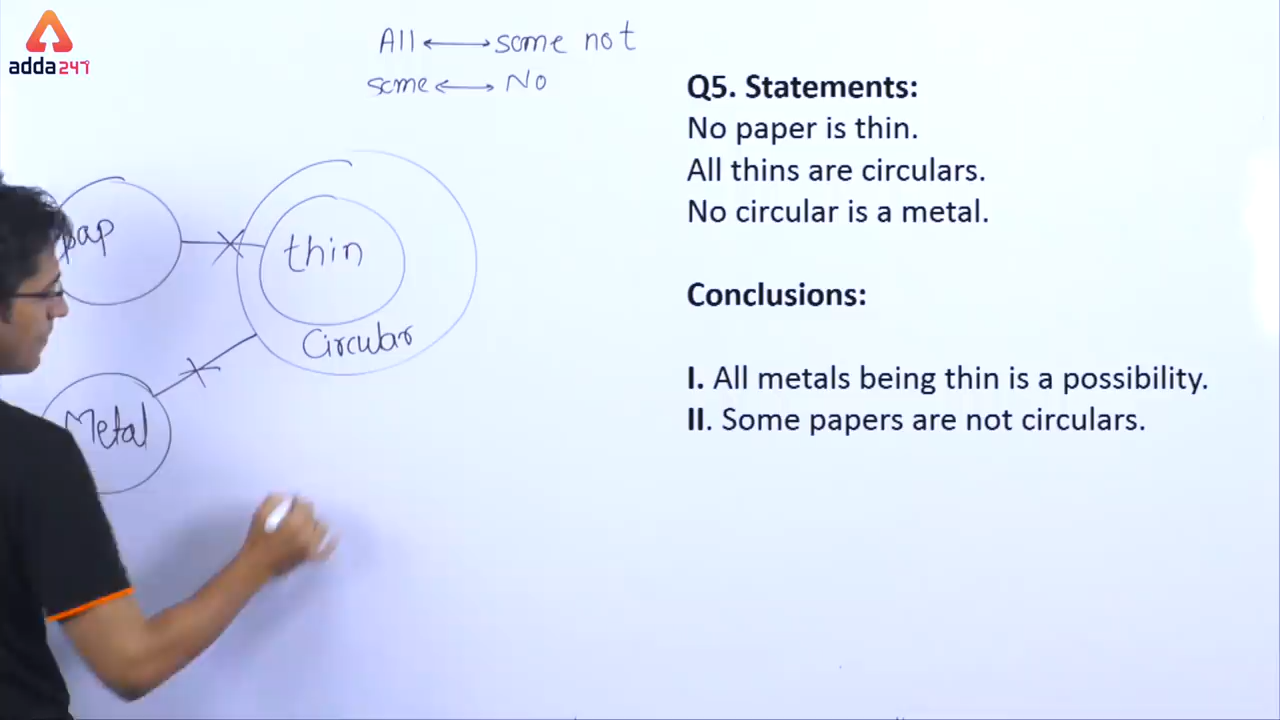 adda247
All ⟷ some not
some ⟷ No
Q5. Statements:
No paper is thin.
All thins are circulars.
No circular is a metal.
Conclusions:
I. All metals being thin is a possibility.
II. Some papers are not circulars.
pap
thin
Circular
Metal